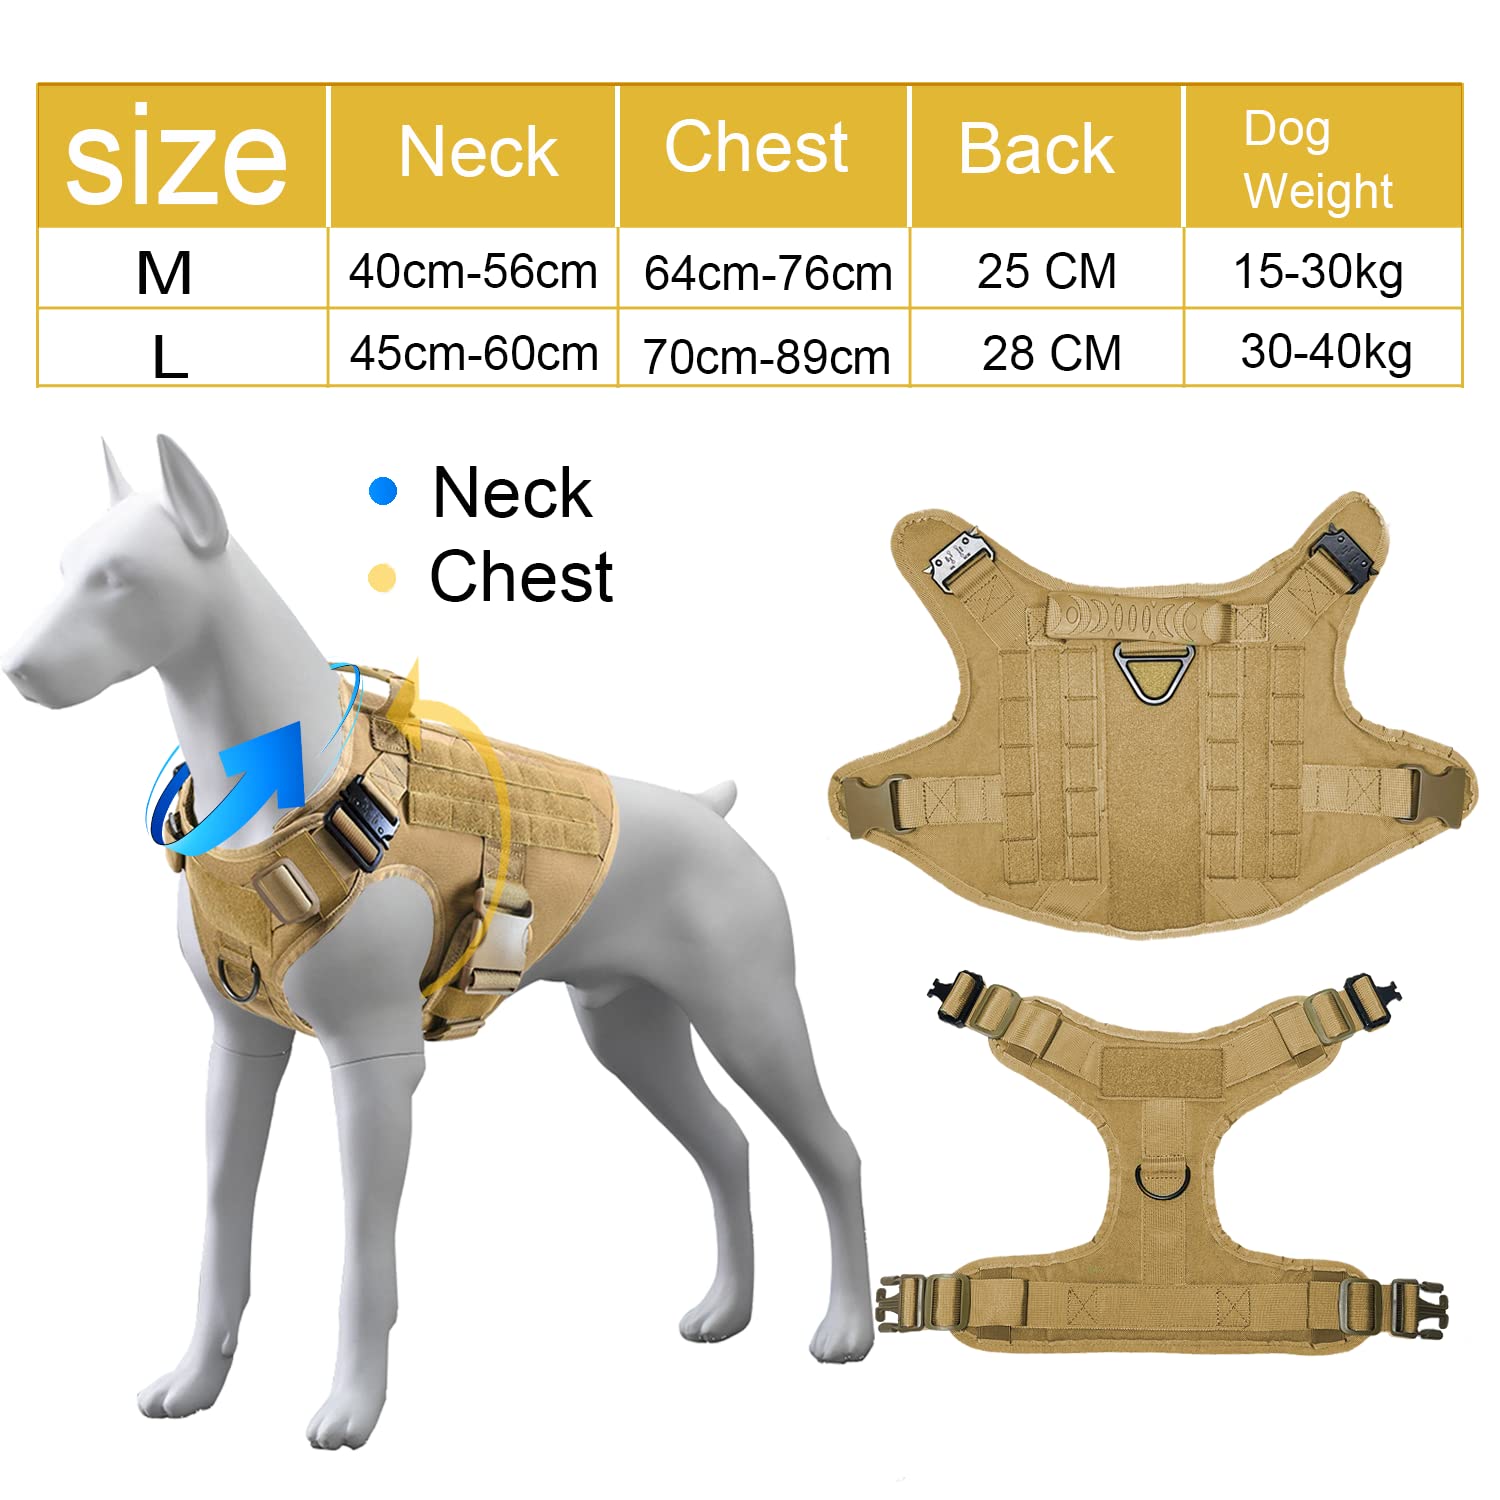 size Neck Chest Back Dog Weight
M 40cm-56cm 64cm-76cm 25 CM 15-30kg
L 45cm-60cm 70cm-89cm 28 CM 30-40kg
Neck
Chest